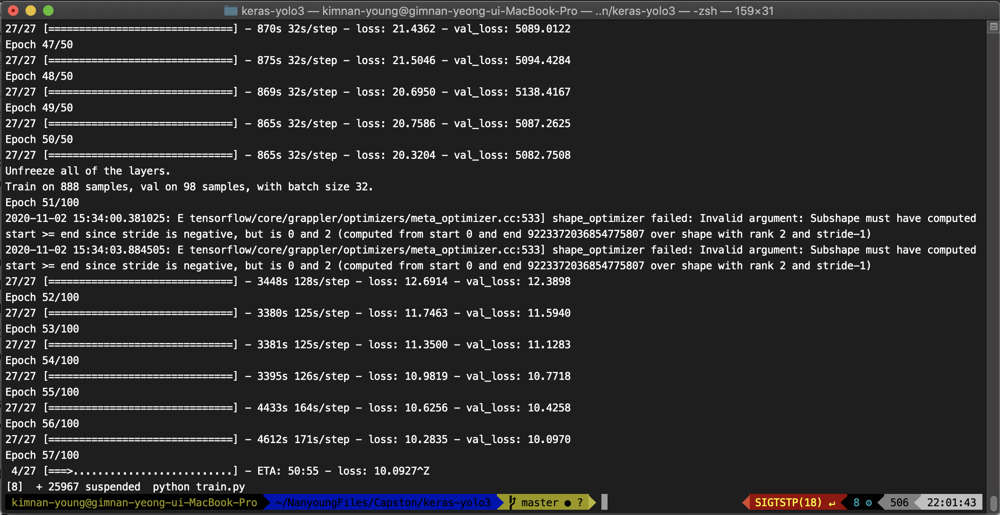 keras-yolo3 — kimnan-young@gimnan-yeong-ui-MacBook-Pro — ..n/keras-yolo3 — -zsh — 159×31
27/27 [==============================] - 870s 32s/step - loss: 21.4362 - val_loss: 5089.0122
Epoch 47/50
27/27 [==============================] - 875s 32s/step - loss: 21.5046 - val_loss: 5094.4284
Epoch 48/50
27/27 [==============================] - 869s 32s/step - loss: 20.6950 - val_loss: 5138.4167
Epoch 49/50
27/27 [==============================] - 865s 32s/step - loss: 20.7586 - val_loss: 5087.2625
Epoch 50/50
27/27 [==============================] - 865s 32s/step - loss: 20.3204 - val_loss: 5082.7508
Unfreeze all of the layers.
Train on 888 samples, val on 98 samples, with batch size 32.
Epoch 51/100
2020-11-02 15:34:00.381025: E tensorflow/core/grappler/optimizers/meta_optimizer.cc:533] shape_optimizer failed: Invalid argument: Subshape must have computed
start >= end since stride is negative, but is 0 and 2 (computed from start 0 and end 9223372036854775807 over shape with rank 2 and stride-1)
2020-11-02 15:34:03.884505: E tensorflow/core/grappler/optimizers/meta_optimizer.cc:533] shape_optimizer failed: Invalid argument: Subshape must have computed
start >= end since stride is negative, but is 0 and 2 (computed from start 0 and end 9223372036854775807 over shape with rank 2 and stride-1)
27/27 [==============================] - 3448s 128s/step - loss: 12.6914 - val_loss: 12.3898
Epoch 52/100
27/27 [==============================] - 3380s 125s/step - loss: 11.7463 - val_loss: 11.5940
Epoch 53/100
27/27 [==============================] - 3381s 125s/step - loss: 11.3500 - val_loss: 11.1283
Epoch 54/100
27/27 [==============================] - 3395s 126s/step - loss: 10.9819 - val_loss: 10.7718
Epoch 55/100
27/27 [==============================] - 4433s 164s/step - loss: 10.6256 - val_loss: 10.4258
Epoch 56/100
27/27 [==============================] - 4612s 171s/step - loss: 10.2835 - val_loss: 10.0970
Epoch 57/100
 4/27 [===>..........................] - ETA: 50:55 - loss: 10.0927^Z
[8]  + 25967 suspended  python train.py
kimnan-young@gimnan-yeong-ui-MacBook-Pro ~/NanyoungFiles/Capston/keras-yolo3 master ● ? SIGTSTP(18) ↵ 8 ⚙ 506 22:01:43